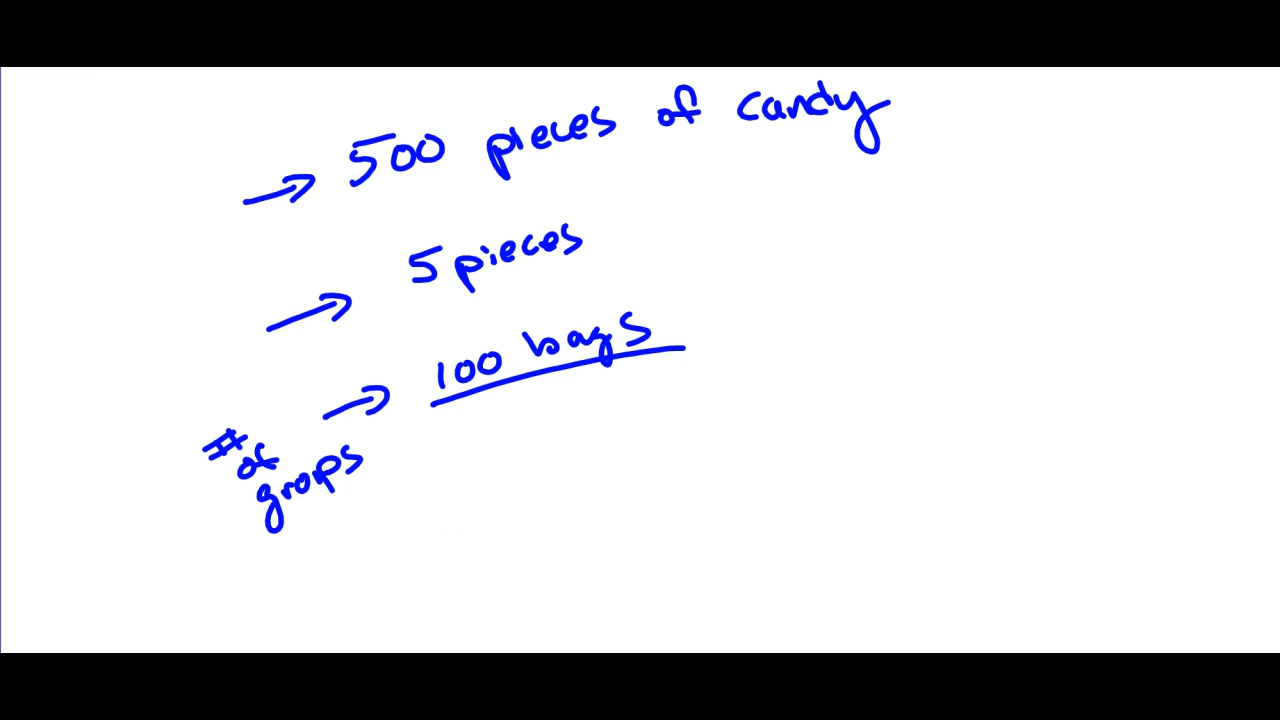 → 500 pieces of candy
→ 5 pieces
→ 100 bags
# of
grops